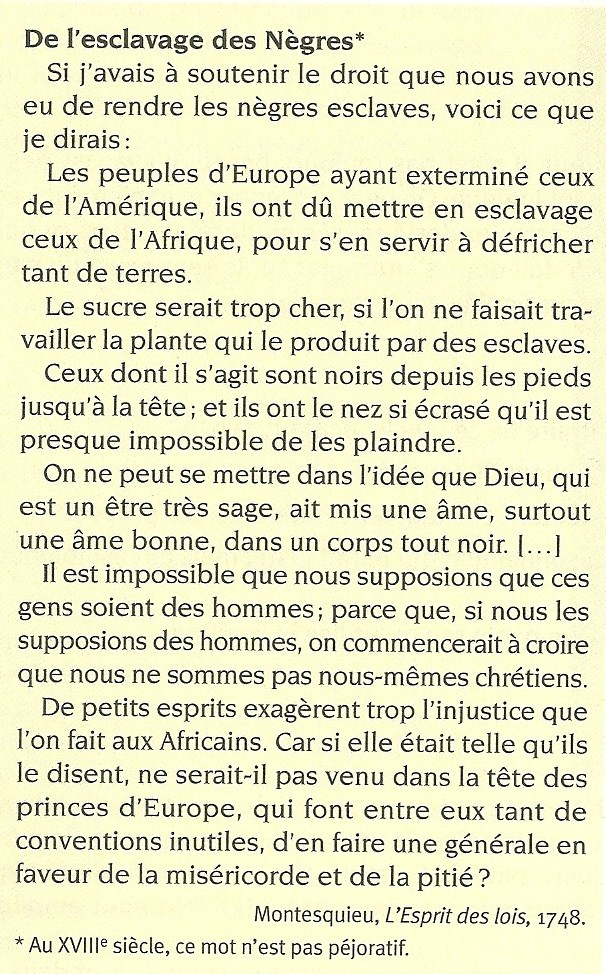 De l'esclavage des Nègres*
Si j'avais à soutenir le droit que nous avons
eu de rendre les nègres esclaves, voici ce que
je dirais :
Les peuples d'Europe ayant exterminé ceux
de l'Amérique, ils ont dû mettre en esclavage
ceux de l'Afrique, pour s'en servir à défricher
tant de terres.
Le sucre serait trop cher, si l'on ne faisait tra-
vailler la plante qui le produit par des esclaves.
Ceux dont il s'agit sont noirs depuis les pieds
jusqu'à la tête ; et ils ont le nez si écrasé qu'il est
presque impossible de les plaindre.
On ne peut se mettre dans l'idée que Dieu, qui
est un être très sage, ait mis une âme, surtout
une âme bonne, dans un corps tout noir. [...]
Il est impossible que nous supposions que ces
gens soient des hommes ; parce que, si nous les
supposions des hommes, on commencerait à croire
que nous ne sommes pas nous-mêmes chrétiens.
De petits esprits exagèrent trop l'injustice que
l'on fait aux Africains. Car si elle était telle qu'ils
le disent, ne serait-il pas venu dans la tête des
princes d'Europe, qui font entre eux tant de
conventions inutiles, d'en faire une générale en
faveur de la miséricorde et de la pitié ?
Montesquieu, L'Esprit des lois, 1748.
* Au XVIIIe siècle, ce mot n'est pas péjoratif.